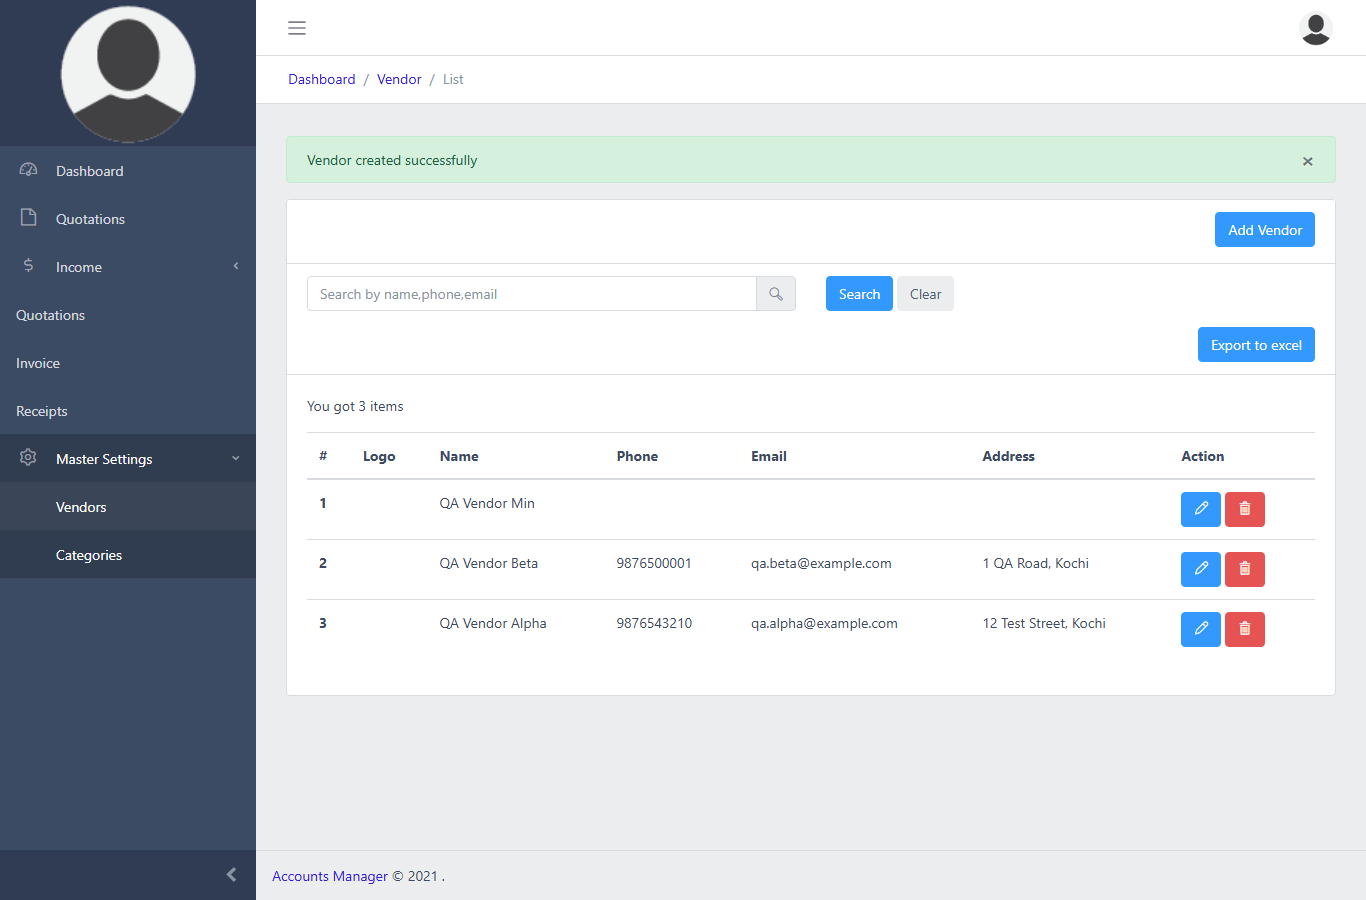 Dashboard / Vendor / List
Dashboard
Quotations
Income
Quotations
Invoice
Receipts
Master Settings
Vendors
Categories
Vendor created successfully ×
Add Vendor
Search by name,phone,email Search Clear
Export to excel
You got 3 items
# Logo Name Phone Email Address Action
1 QA Vendor Min
2 QA Vendor Beta 9876500001 qa.beta@example.com 1 QA Road, Kochi
3 QA Vendor Alpha 9876543210 qa.alpha@example.com 12 Test Street, Kochi
Accounts Manager © 2021 .